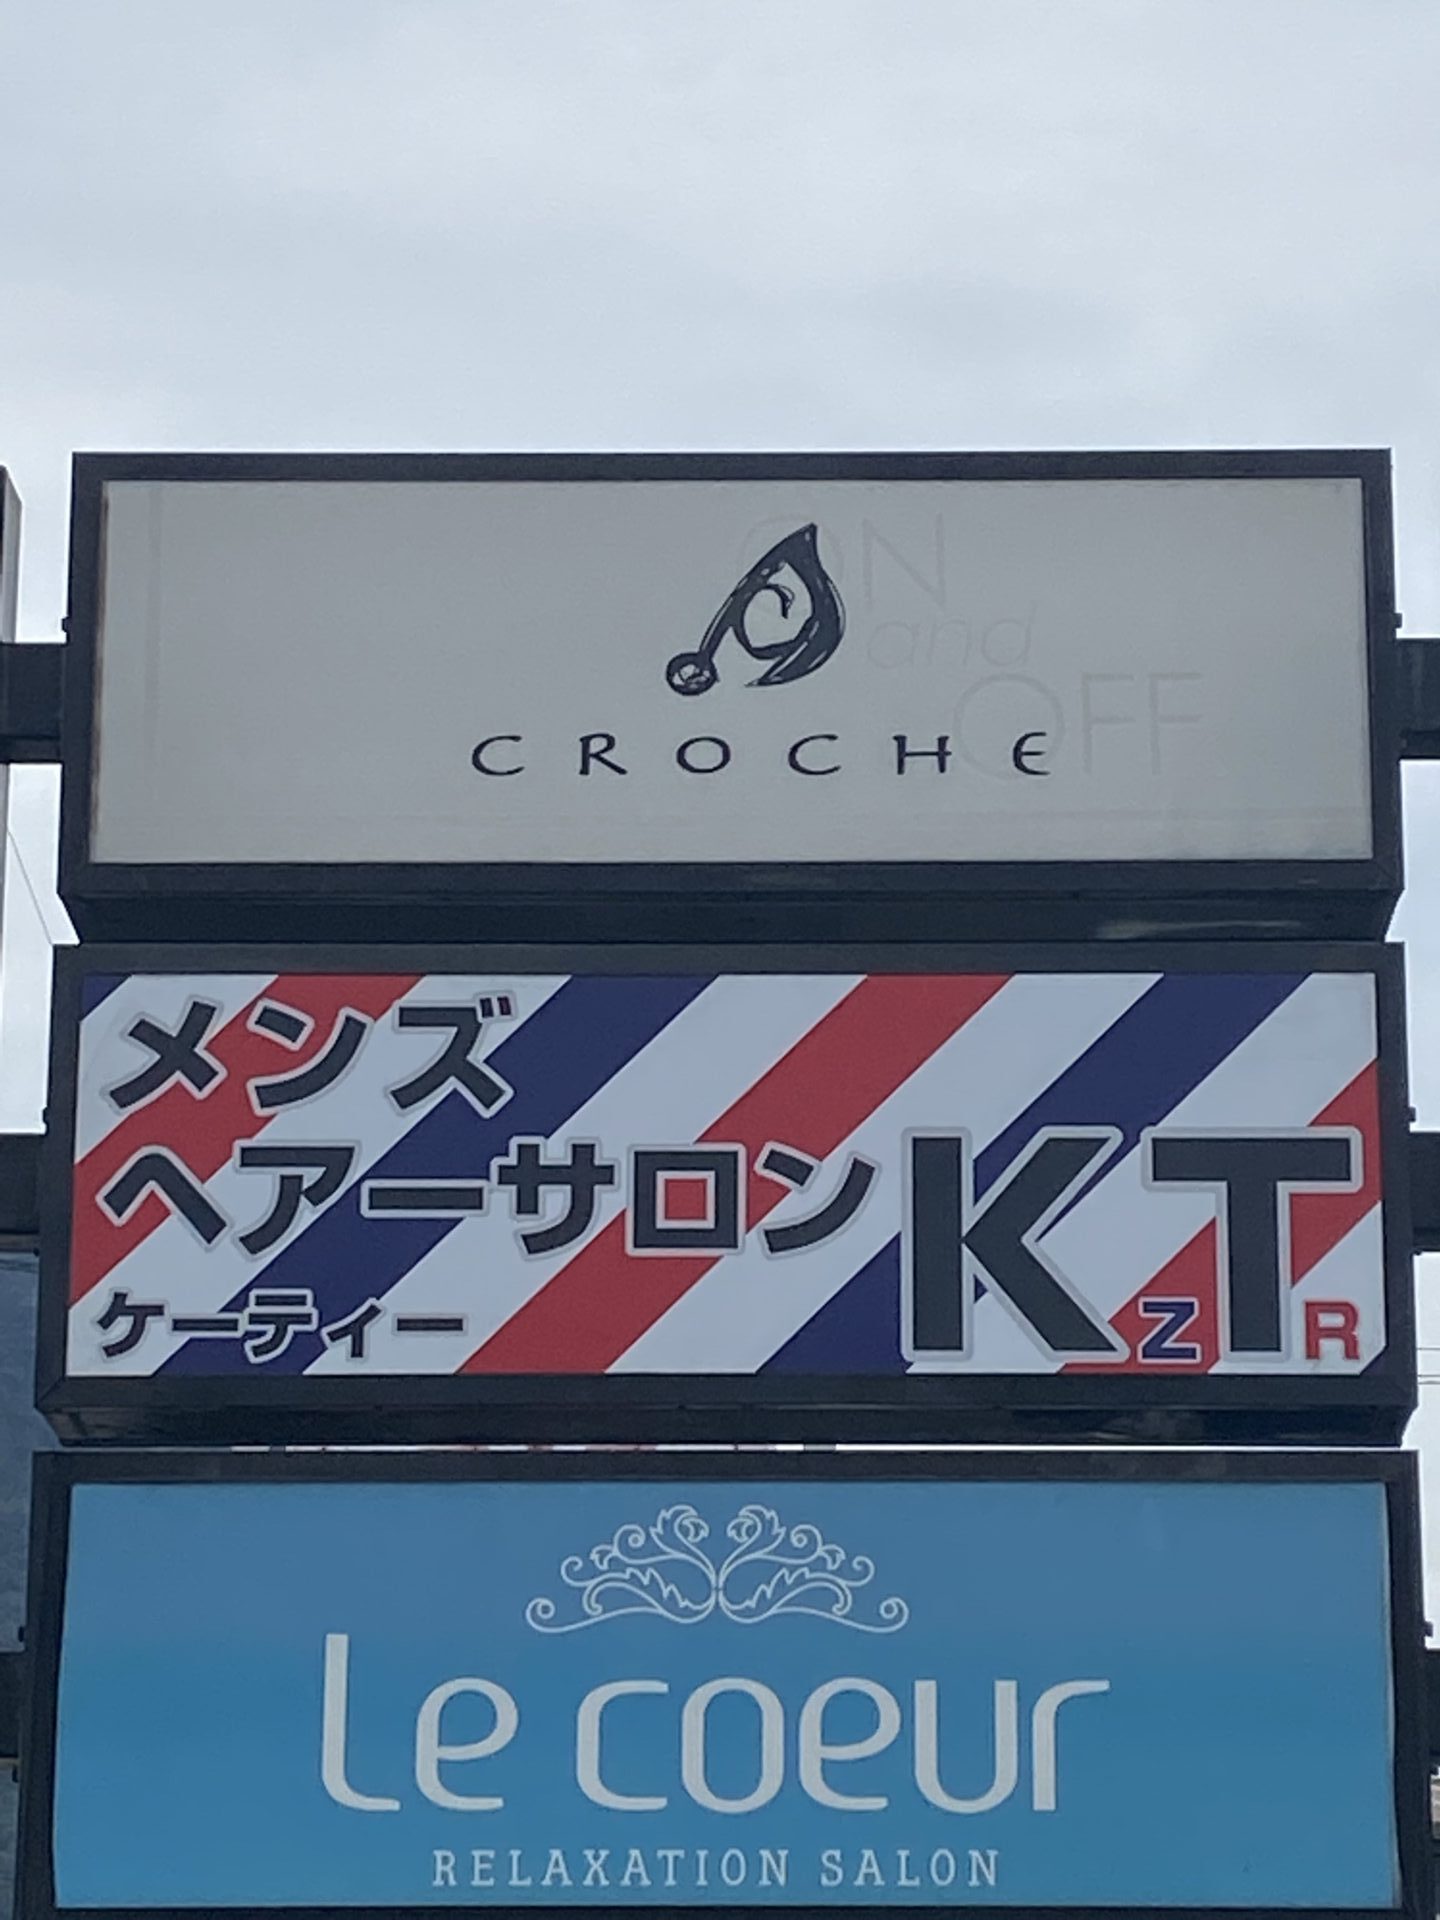 ON
and
OFF
CROCHE
メンズ
ヘアーサロン KT
ケーティー
Z R
Le coeur
RELAXATION SALON